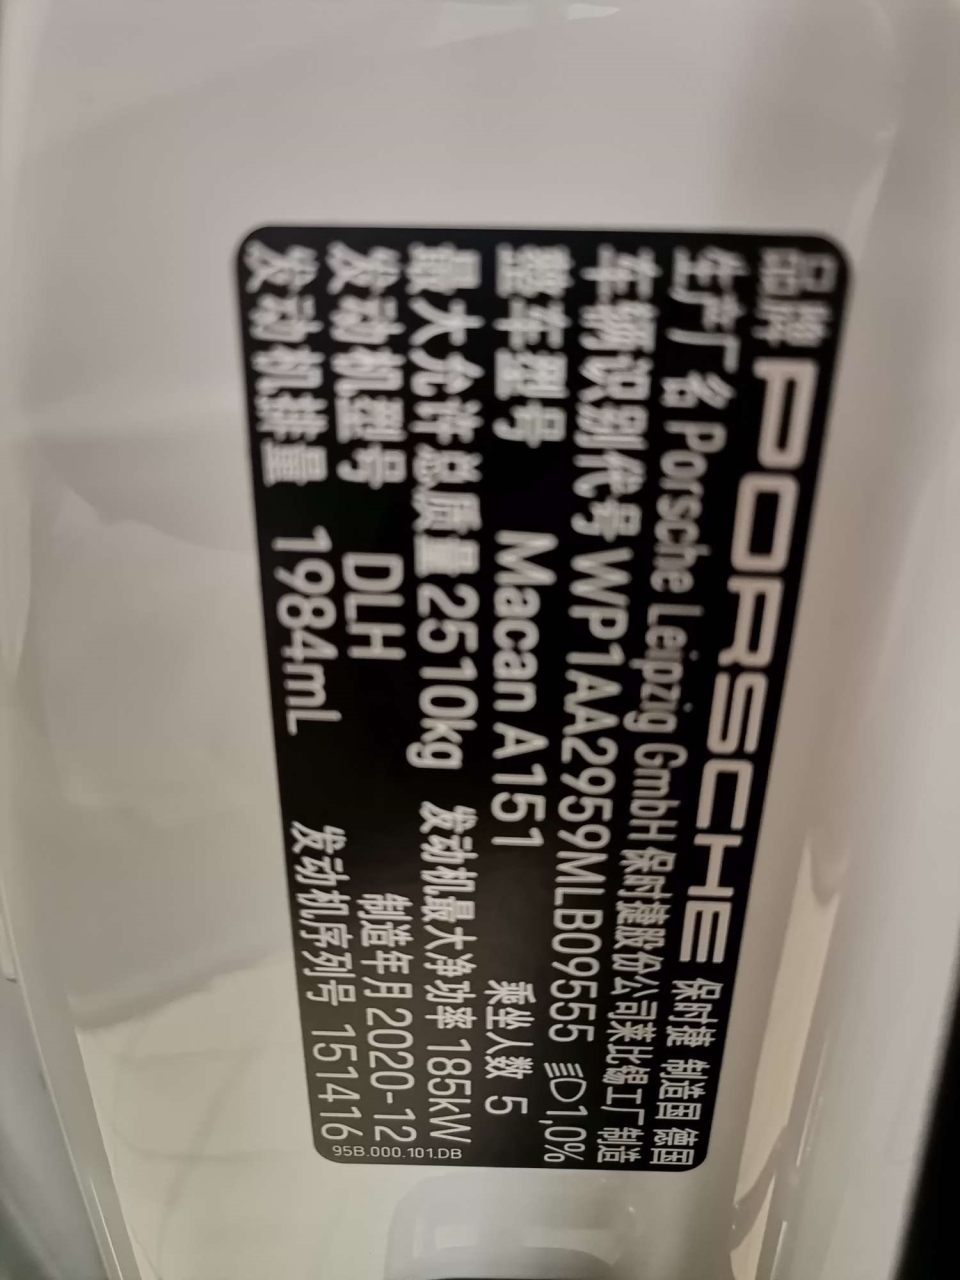 品牌 PORSCHE 保时捷 制造国 德国
生产厂名 Porsche Leipzig GmbH 保时捷股份公司莱比锡工厂制造
车辆识别代号 WP1AA2959MLB09555 1,0%
整车型号 Macan A151 乘坐人数 5
最大允许总质量 2510kg 发动机最大净功率 185kW
发动机型号 DLH 制造年月 2020-12
发动机排量 1984mL 发动机序列号 151416
95B.000.101.DB